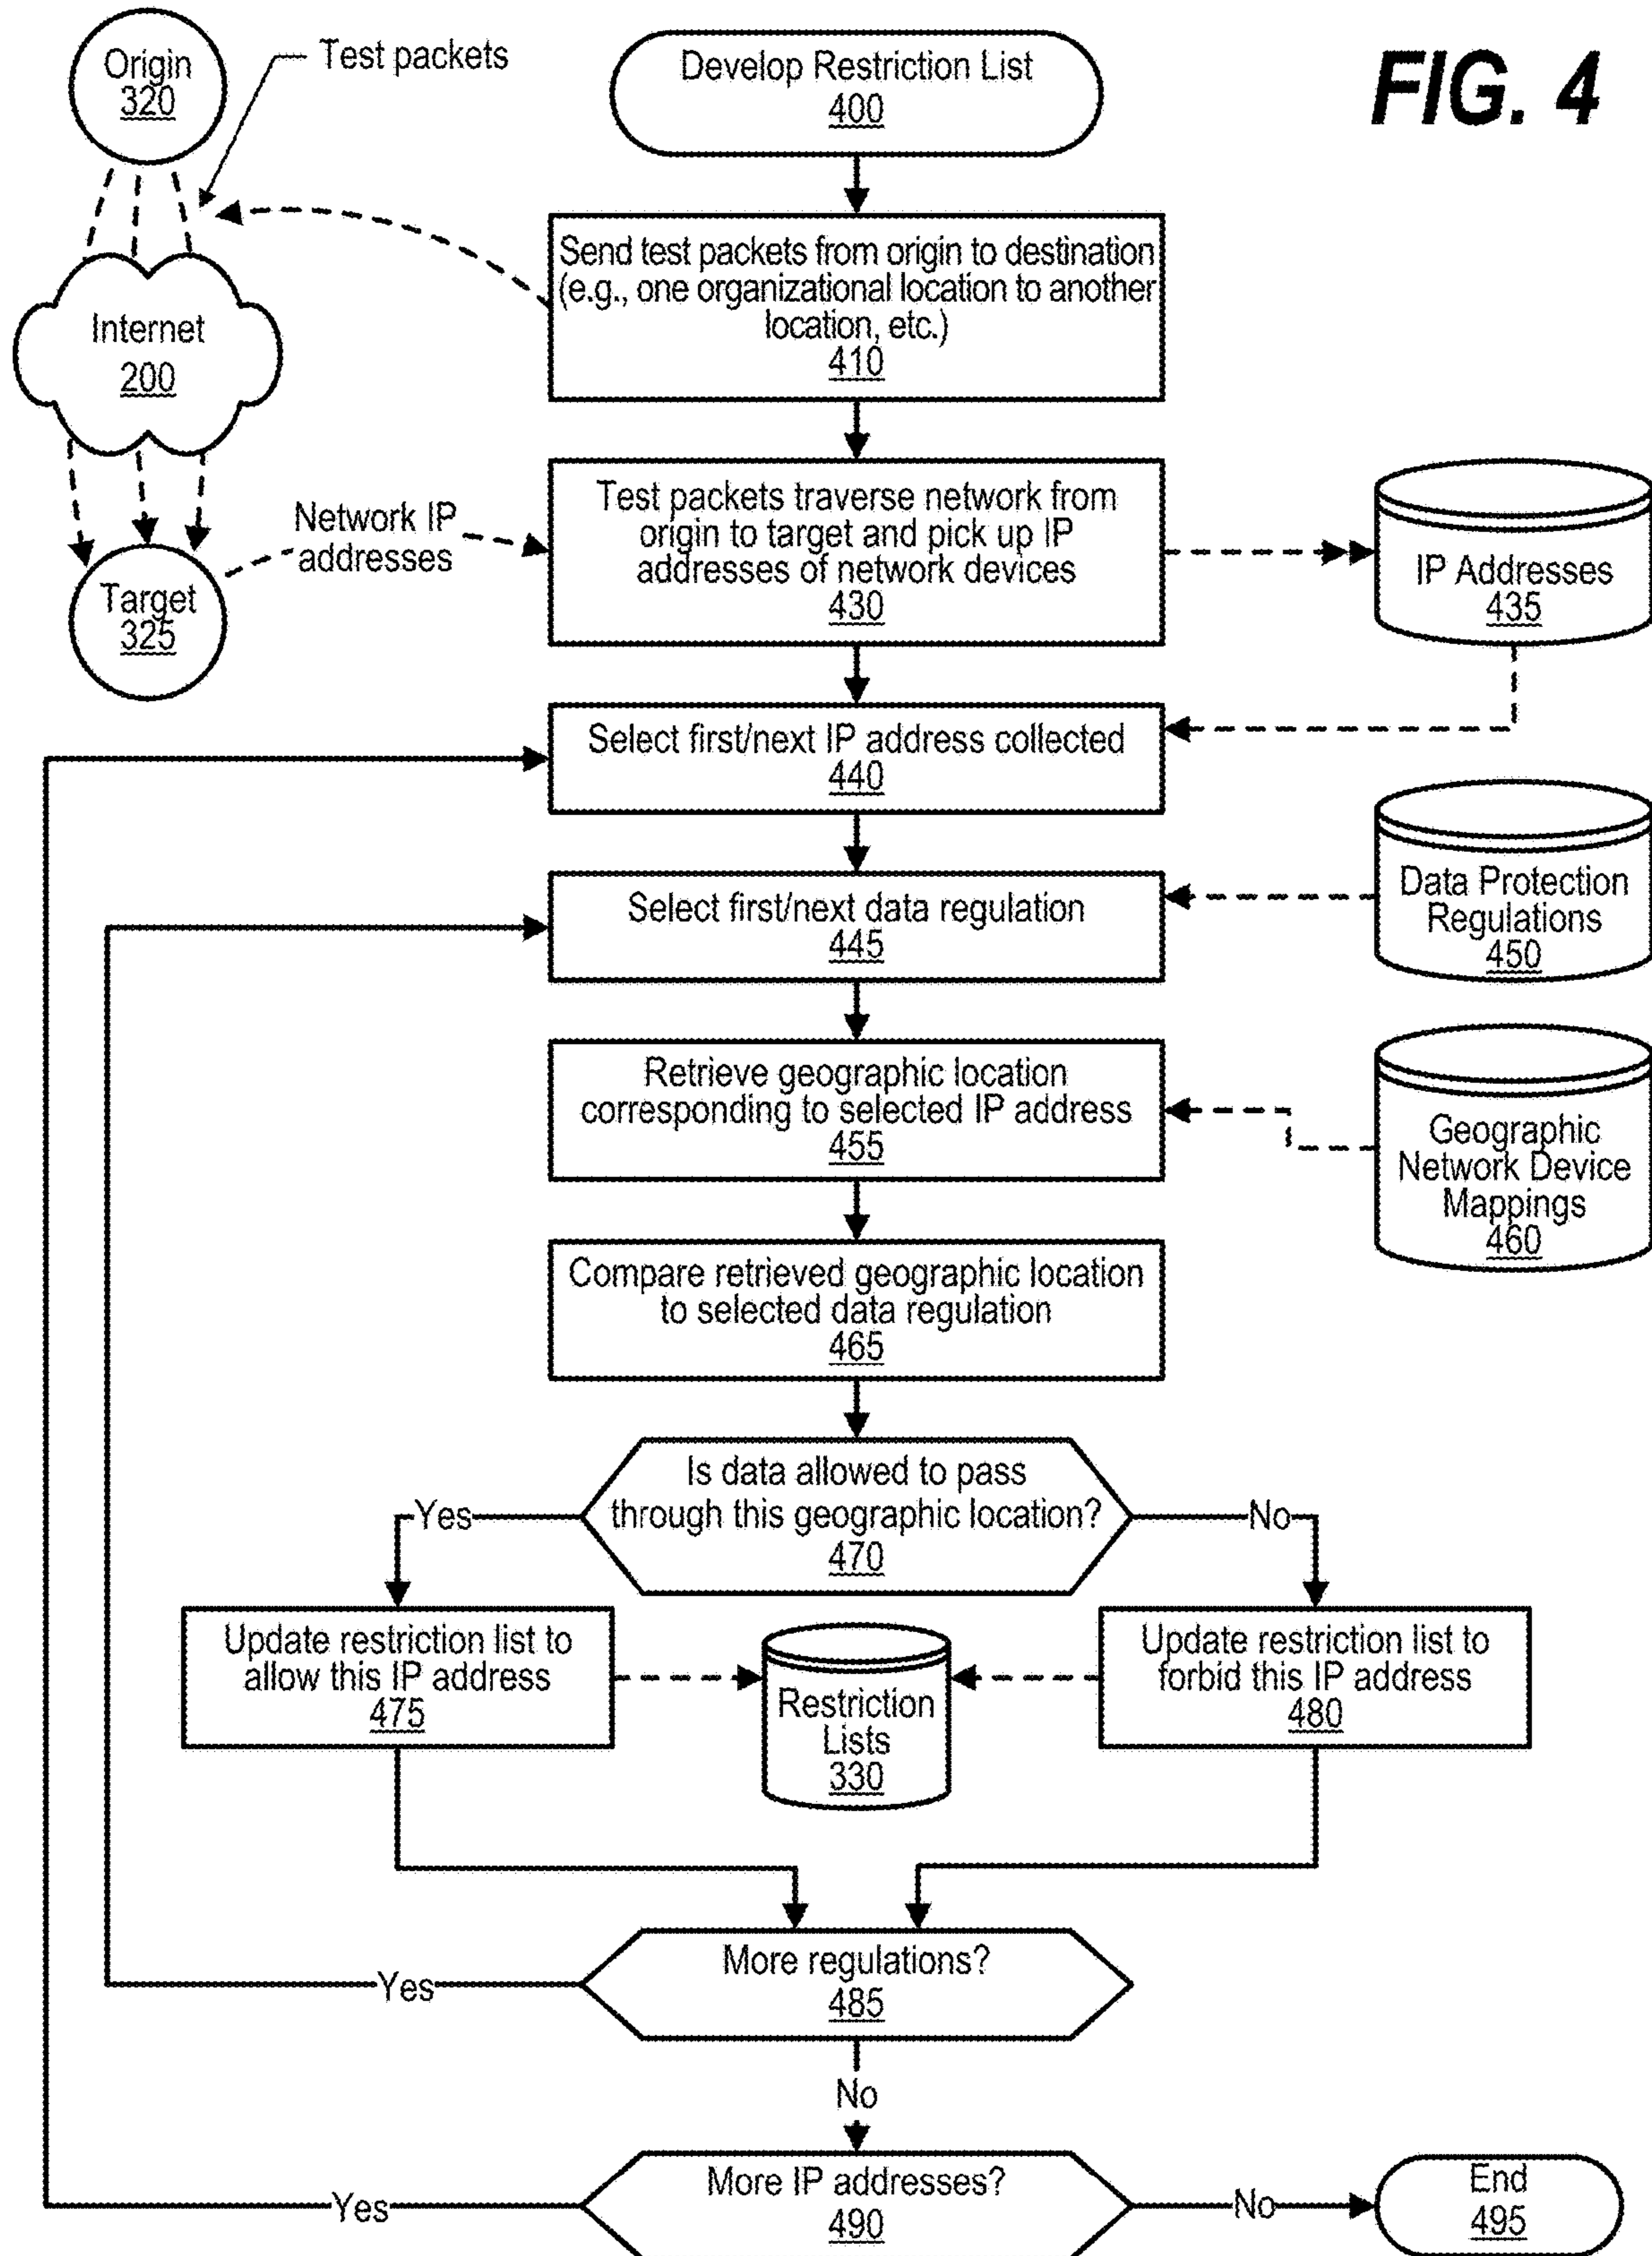 FIG. 4
Origin
320
Test packets
Develop Restriction List
400
Send test packets from origin to destination
(e.g., one organizational location to another
location, etc.)
410
Internet
200
Target
325
Network IP
addresses
Test packets traverse network from
origin to target and pick up IP
addresses of network devices
430
IP Addresses
435
Select first/next IP address collected
440
Select first/next data regulation
445
Data Protection
Regulations
450
Retrieve geographic location
corresponding to selected IP address
455
Geographic
Network Device
Mappings
460
Compare retrieved geographic location
to selected data regulation
465
Is data allowed to pass
through this geographic location?
470
Yes
No
Update restriction list to
allow this IP address
475
Restriction
Lists
330
Update restriction list to
forbid this IP address
480
More regulations?
485
Yes
No
More IP addresses?
490
Yes
No
End
495